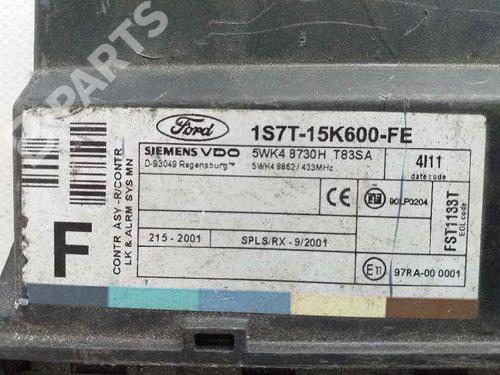 Ford
1S7T-15K600-FE
SIEMENS VDO
D-93049 Regensburg
5WK4 8730H T83SA
5WK4 8862/433MHz
4I11
date code
CONTR ASY -R/CONTR
LK & ALARM SYS MN
F
CE
90LP0204
FST1133T
EOL code
215 - 2001
SPLS/RX - 9/2001
E11
97RA-00 0001
B-PARTS